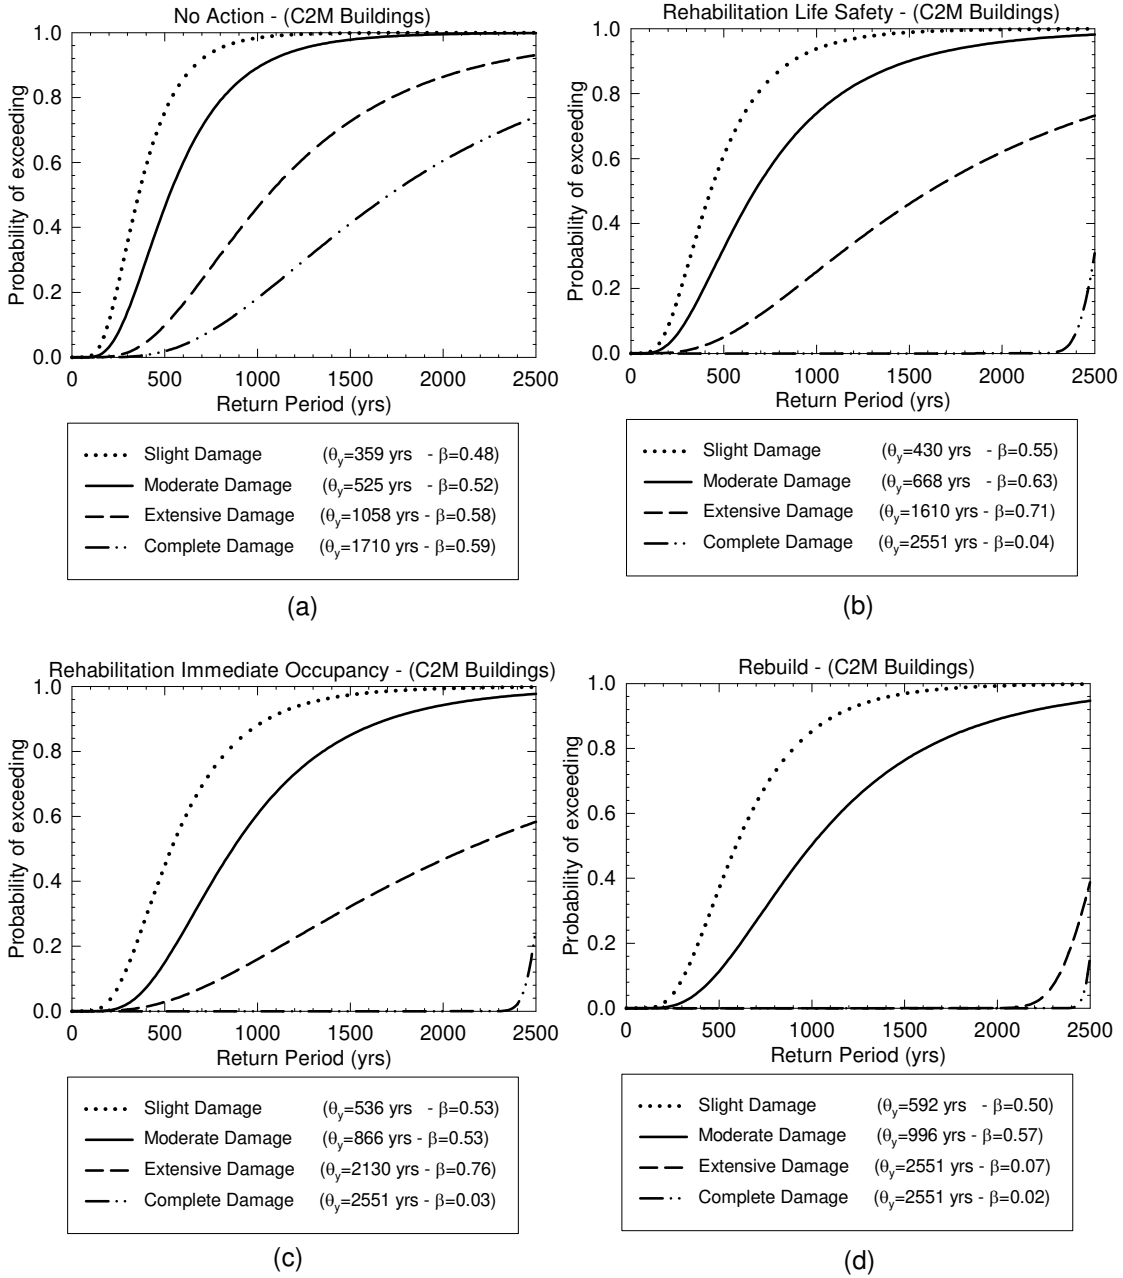 No Action - (C2M Buildings)
Probability of exceeding
1.0
0.8
0.6
0.4
0.2
0.0
0 500 1000 1500 2000 2500
Return Period (yrs)
Slight Damage (θy=359 yrs - β=0.48)
Moderate Damage (θy=525 yrs - β=0.52)
Extensive Damage (θy=1058 yrs - β=0.58)
Complete Damage (θy=1710 yrs - β=0.59)
(a)
Rehabilitation Life Safety - (C2M Buildings)
Probability of exceeding
1.0
0.8
0.6
0.4
0.2
0.0
0 500 1000 1500 2000 2500
Return Period (yrs)
Slight Damage (θy=430 yrs - β=0.55)
Moderate Damage (θy=668 yrs - β=0.63)
Extensive Damage (θy=1610 yrs - β=0.71)
Complete Damage (θy=2551 yrs - β=0.04)
(b)
Rehabilitation Immediate Occupancy - (C2M Buildings)
Probability of exceeding
1.0
0.8
0.6
0.4
0.2
0.0
0 500 1000 1500 2000 2500
Return Period (yrs)
Slight Damage (θy=536 yrs - β=0.53)
Moderate Damage (θy=866 yrs - β=0.53)
Extensive Damage (θy=2130 yrs - β=0.76)
Complete Damage (θy=2551 yrs - β=0.03)
(c)
Rebuild - (C2M Buildings)
Probability of exceeding
1.0
0.8
0.6
0.4
0.2
0.0
0 500 1000 1500 2000 2500
Return Period (yrs)
Slight Damage (θy=592 yrs - β=0.50)
Moderate Damage (θy=996 yrs - β=0.57)
Extensive Damage (θy=2551 yrs - β=0.07)
Complete Damage (θy=2551 yrs - β=0.02)
(d)